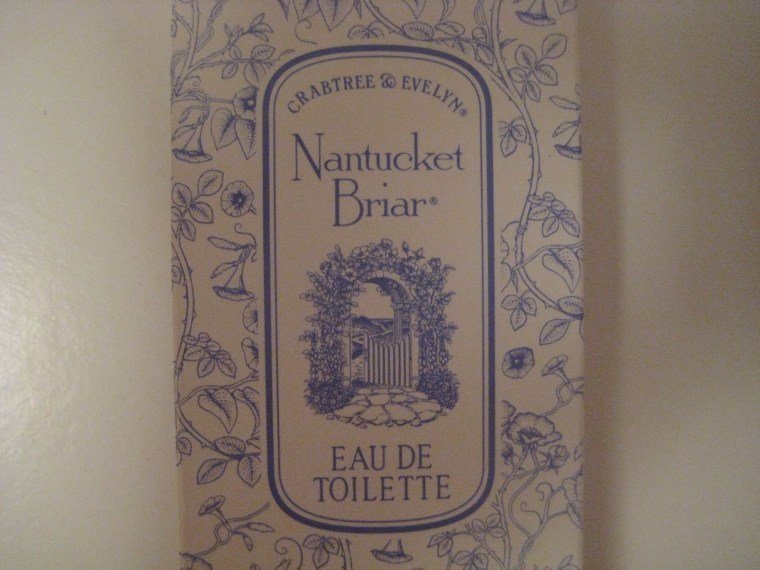 CRABTREE & EVELYN®
Nantucket
Briar®
EAU DE
TOILETTE